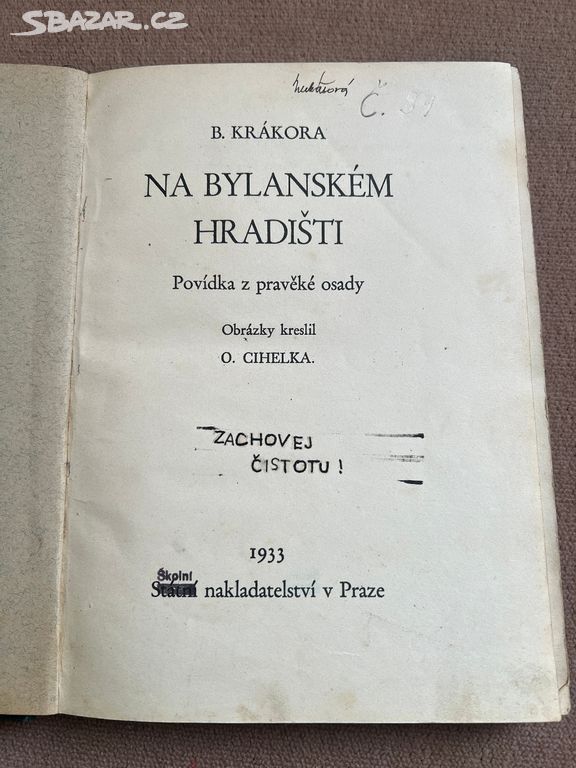 SBAZAR.CZ
Č. 91
B. KRÁKORA
NA BYLANSKÉM
HRADIŠTI
Povídka z pravěké osady
Obrázky kreslil
O. CIHELKA.
ZACHOVEJ
ČISTOTU!
1933
Školní
Státní nakladatelství v Praze